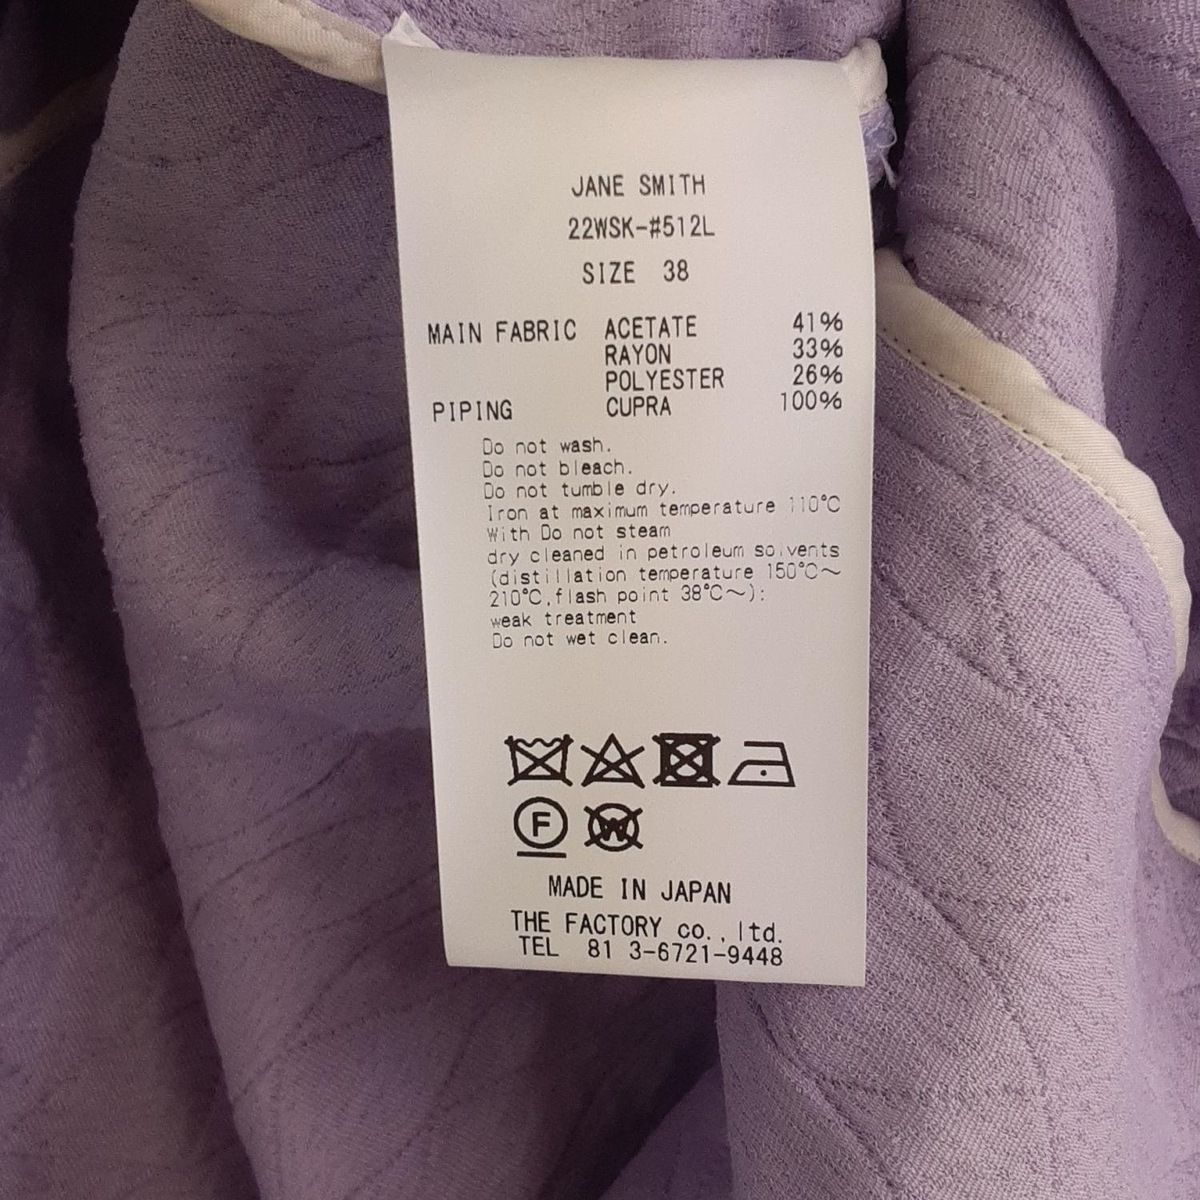 JANE SMITH
22WSK-#512L
SIZE 38
MAIN FABRIC ACETATE 41%
RAYON 33%
POLYESTER 26%
PIPING CUPRA 100%
Do not wash.
Do not bleach.
Do not tumble dry.
Iron at maximum temperature 110℃
With Do not steam
dry cleaned in petroleum solvents
(distillation temperature 150℃～
210℃,flash point 38℃～):
weak treatment
Do not wet clean.
F
W
MADE IN JAPAN
THE FACTORY co.,ltd.
TEL 81 3-6721-9448